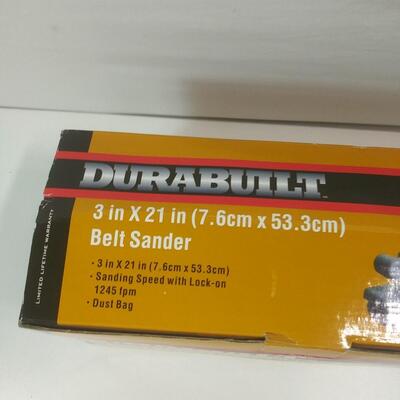 DURABUILT
3 in X 21 in (7.6cm x 53.3cm)
Belt Sander
· 3 in X 21 in (7.6cm x 53.3cm)
· Sanding Speed with Lock-on
1245 fpm
· Dust Bag
LIMITED LIFETIME WARRANTY